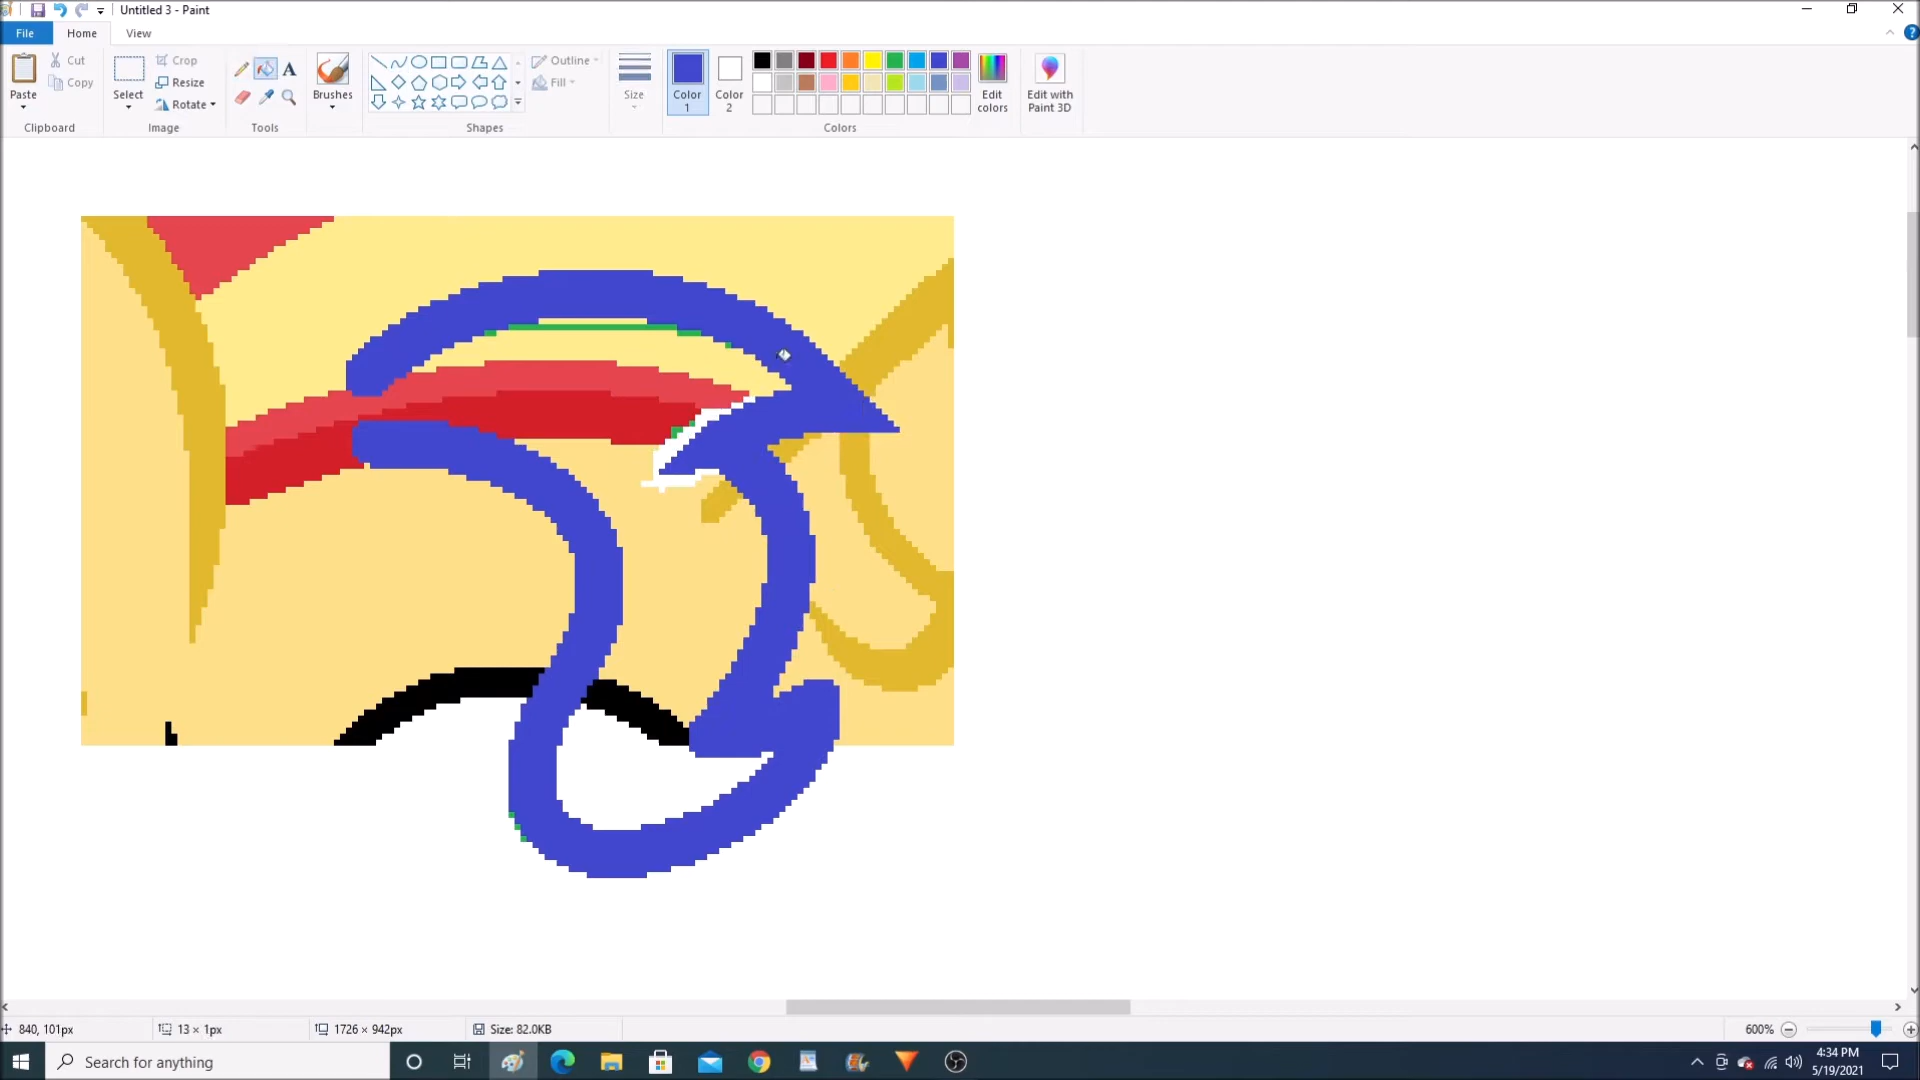 Untitled 3 - Paint
File Home View
Paste
Cut
Copy
Clipboard
Select
Crop
Resize
Rotate
Image
A
Tools
Brushes
Shapes
Outline
Fill
Size
Color 1
Color 2
Edit colors
Colors
Edit with Paint 3D
840, 101px
13 × 1px
1726 × 942px
Size: 82.0KB
600%
Search for anything
4:34 PM
5/19/2021